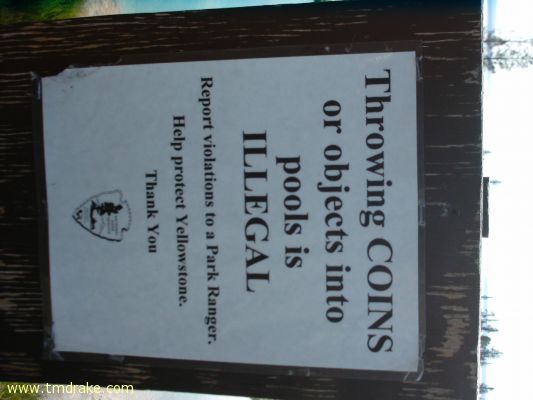 Throwing COINS
or objects into
pools is
ILLEGAL
Report violations to a Park Ranger.
Help protect Yellowstone.
Thank You
www.tmdrake.com